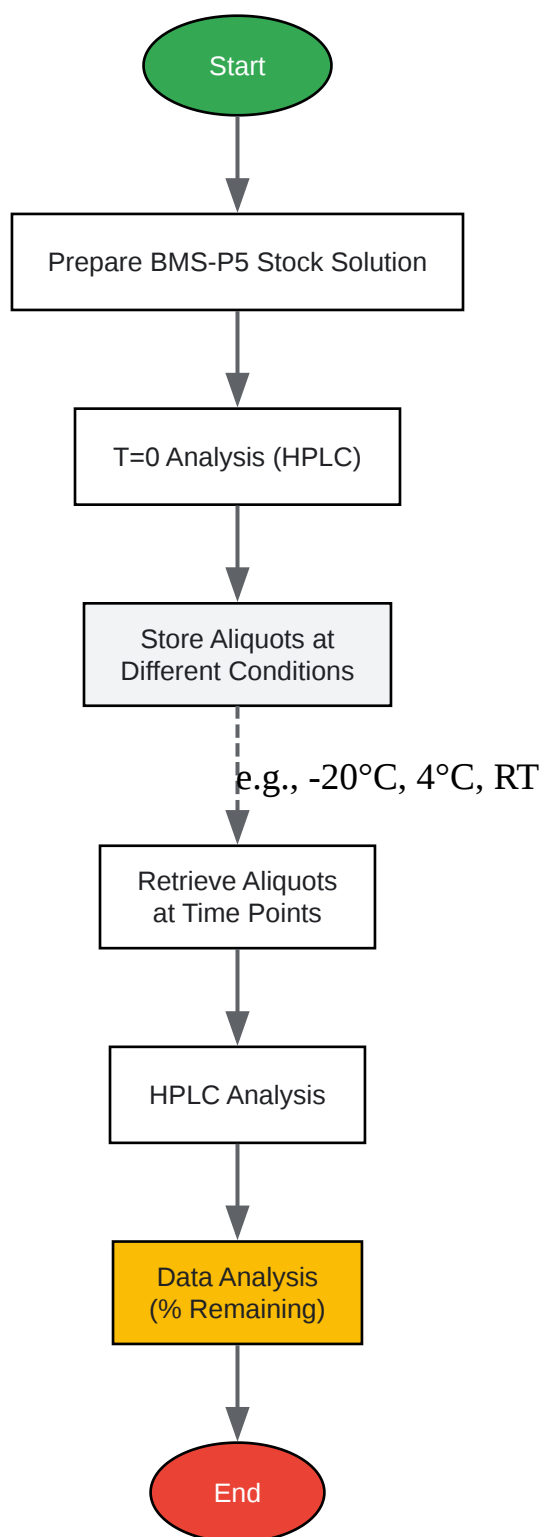 Start
Prepare BMS-P5 Stock Solution
T=0 Analysis (HPLC)
Store Aliquots at
Different Conditions
e.g., -20°C, 4°C, RT
Retrieve Aliquots
at Time Points
HPLC Analysis
Data Analysis
(% Remaining)
End